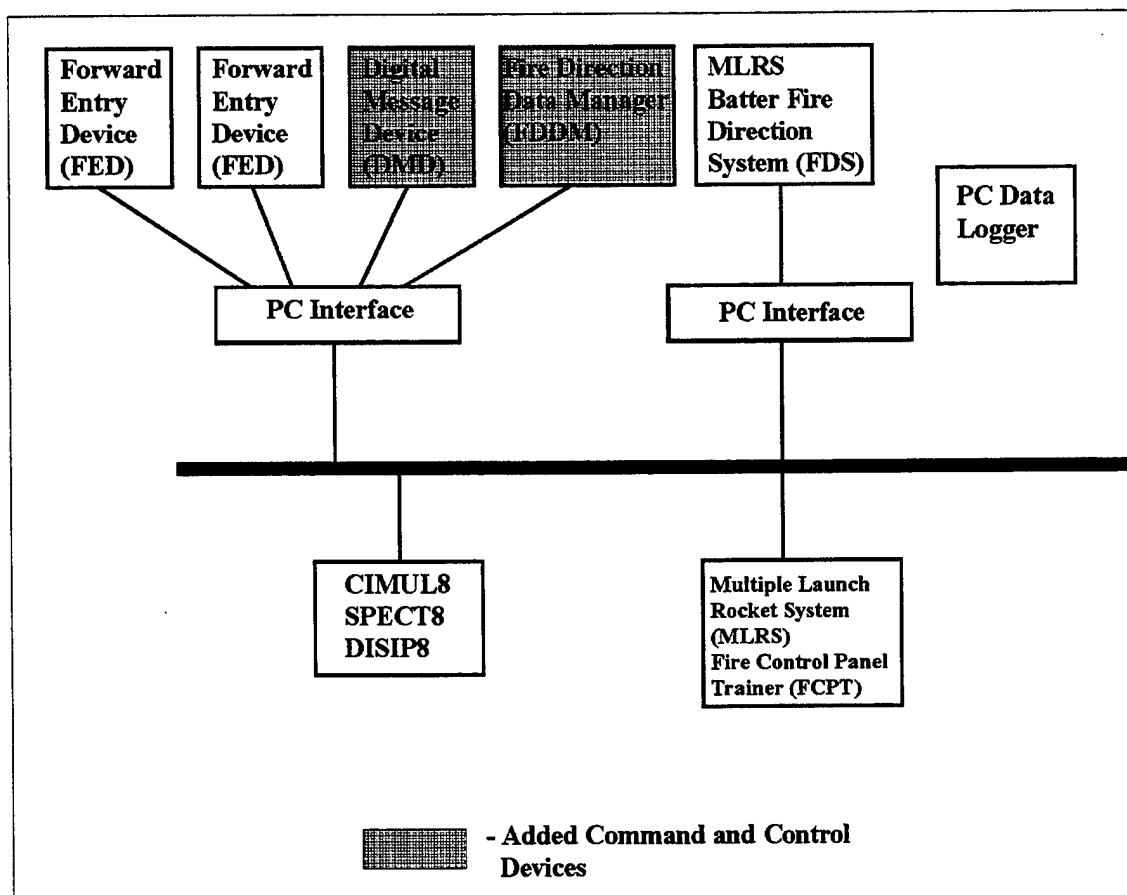 Forward
Entry
Device
(FED)
Forward
Entry
Device
(FED)
Digital
Message
Device
(DMD)
Fire Direction
Data Manager
(FDDM)
MLRS
Batter Fire
Direction
System (FDS)
PC Data
Logger
PC Interface
PC Interface
CIMUL8
SPECT8
DISIP8
Multiple Launch
Rocket System
(MLRS)
Fire Control Panel
Trainer (FCPT)
- Added Command and Control
Devices